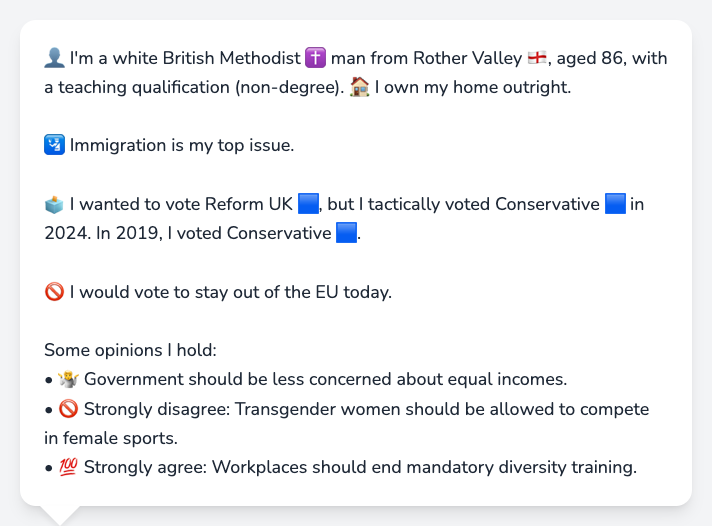 👤 I'm a white British Methodist ✝️ man from Rother Valley 🏴󠁧󠁢󠁥󠁮󠁧󠁿, aged 86, with
a teaching qualification (non-degree). 🏠 I own my home outright.
🛂 Immigration is my top issue.
🗳️ I wanted to vote Reform UK 🟦, but I tactically voted Conservative 🟦 in
2024. In 2019, I voted Conservative 🟦.
🚫 I would vote to stay out of the EU today.
Some opinions I hold:
• 🤷 Government should be less concerned about equal incomes.
• 🚫 Strongly disagree: Transgender women should be allowed to compete
in female sports.
• 💯 Strongly agree: Workplaces should end mandatory diversity training.